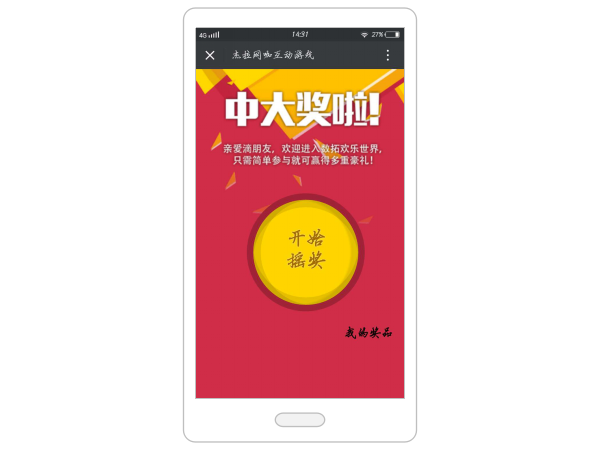 4G
14:31
27%
杰拉网咖互动游戏
中大奖啦!
亲爱滴朋友，欢迎进入数拓欢乐世界，
只需简单参与就可赢得多重豪礼！
开始
摇奖
我的奖品